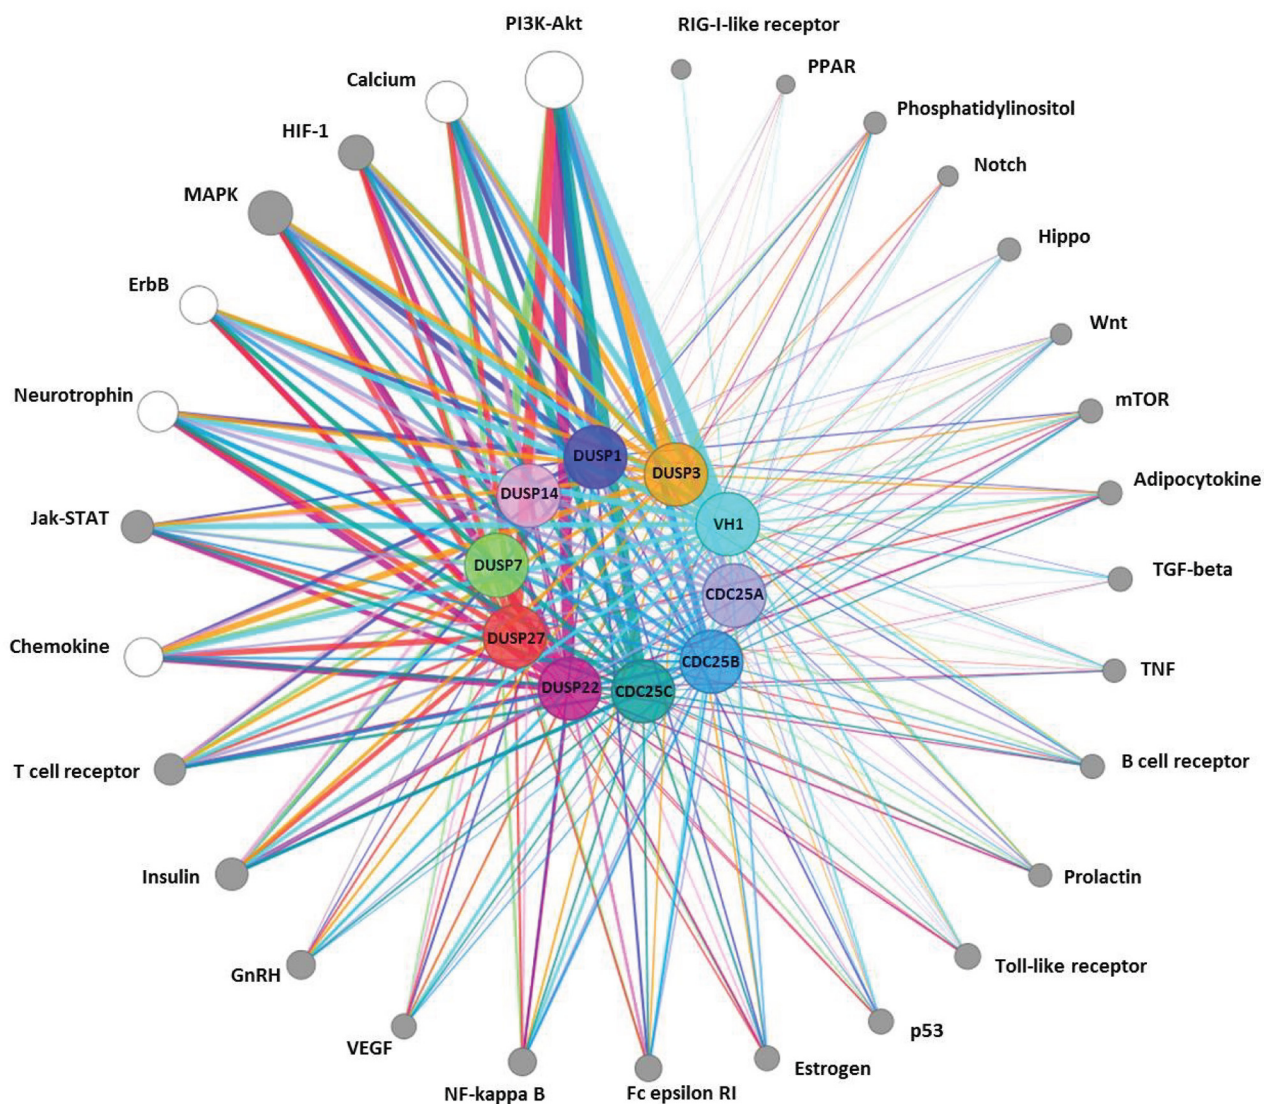 PI3K-Akt
RIG-I-like receptor
PPAR
Calcium
Phosphatidylinositol
HIF-1
Notch
MAPK
Hippo
ErbB
Wnt
Neurotrophin
mTOR
DUSP1
DUSP3
Adipocytokine
DUSP14
Jak-STAT
VH1
DUSP7
TGF-beta
CDC25A
DUSP27
Chemokine
CDC25B
TNF
DUSP22
CDC25C
T cell receptor
B cell receptor
Insulin
Prolactin
GnRH
Toll-like receptor
VEGF
p53
NF-kappa B
Fc epsilon RI
Estrogen